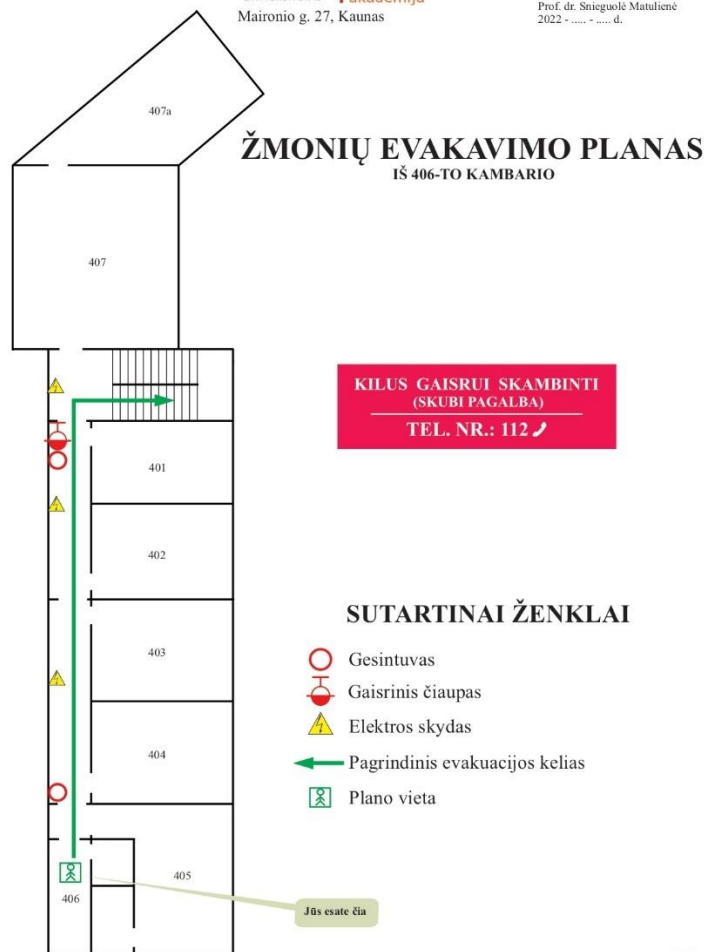 akademija
Maironio g. 27, Kaunas
Prof. dr. Snieguolė Matulienė
2022 - ..... - ..... d.
ŽMONIŲ EVAKAVIMO PLANAS
IŠ 406-TO KAMBARIO
407a
407
KILUS GAISRUI SKAMBINTI
(SKUBI PAGALBA)
TEL. NR.: 112
401
402
403
404
405
406
SUTARTINAI ŽENKLAI
Gesintuvas
Gaisrinis čiaupas
Elektros skydas
Pagrindinis evakuacijos kelias
Plano vieta
Jūs esate čia